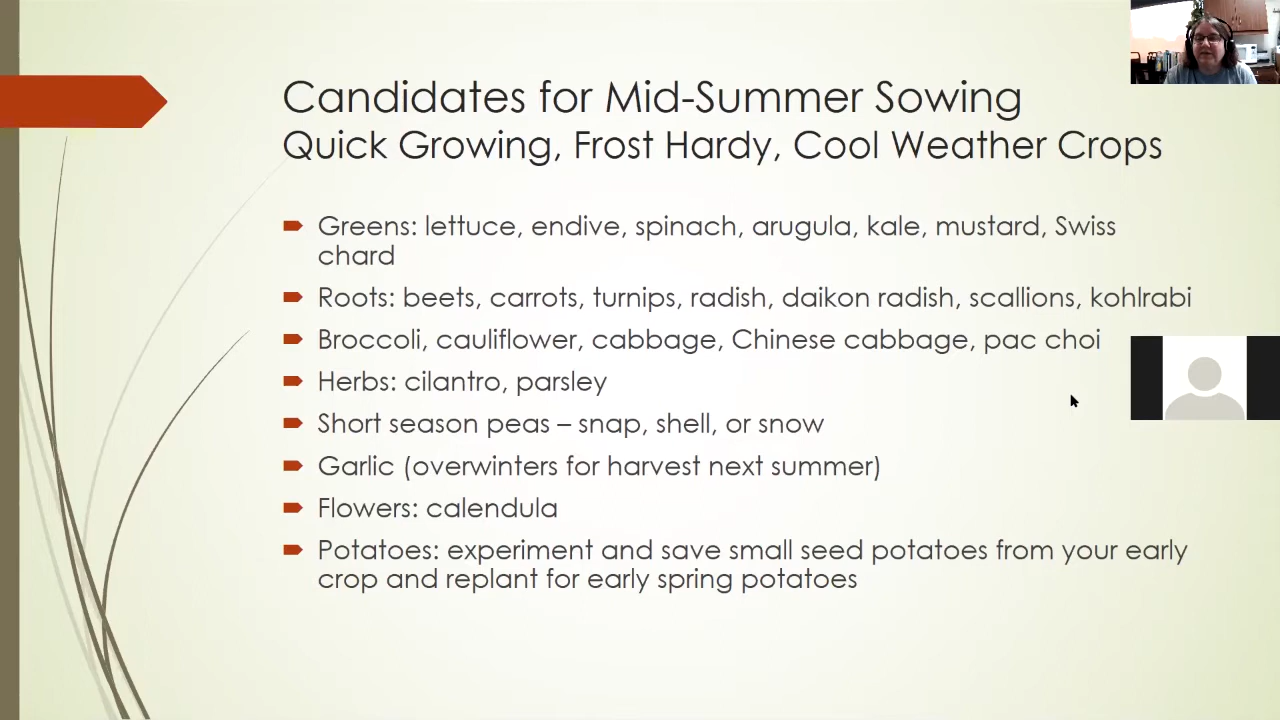 Candidates for Mid-Summer Sowing
Quick Growing, Frost Hardy, Cool Weather Crops
Greens: lettuce, endive, spinach, arugula, kale, mustard, Swiss
chard
Roots: beets, carrots, turnips, radish, daikon radish, scallions, kohlrabi
Broccoli, cauliflower, cabbage, Chinese cabbage, pac choi
Herbs: cilantro, parsley
Short season peas – snap, shell, or snow
Garlic (overwinters for harvest next summer)
Flowers: calendula
Potatoes: experiment and save small seed potatoes from your early
crop and replant for early spring potatoes